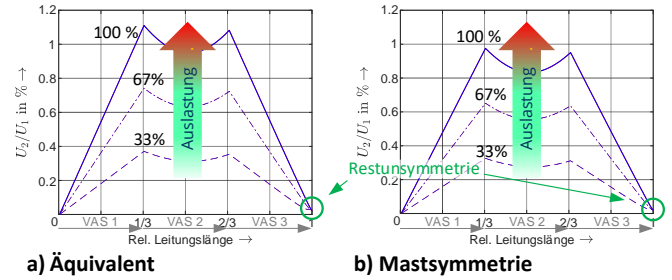 1.2
1
0.8
0.6
0.4
0.2
0
U₂/U₁ in % →
100 %
67%
33%
Auslastung
VAS 1
1/3
VAS 2
2/3
VAS 3
1
Rel. Leitungslänge →
a) Äquivalent
Restunsymmetrie
1.2
1
0.8
0.6
0.4
0.2
0
U₂/U₁ in % →
100 %
67%
33%
Auslastung
VAS 1
1/3
VAS 2
2/3
VAS 3
1
Rel. Leitungslänge →
b) Mastsymmetrie